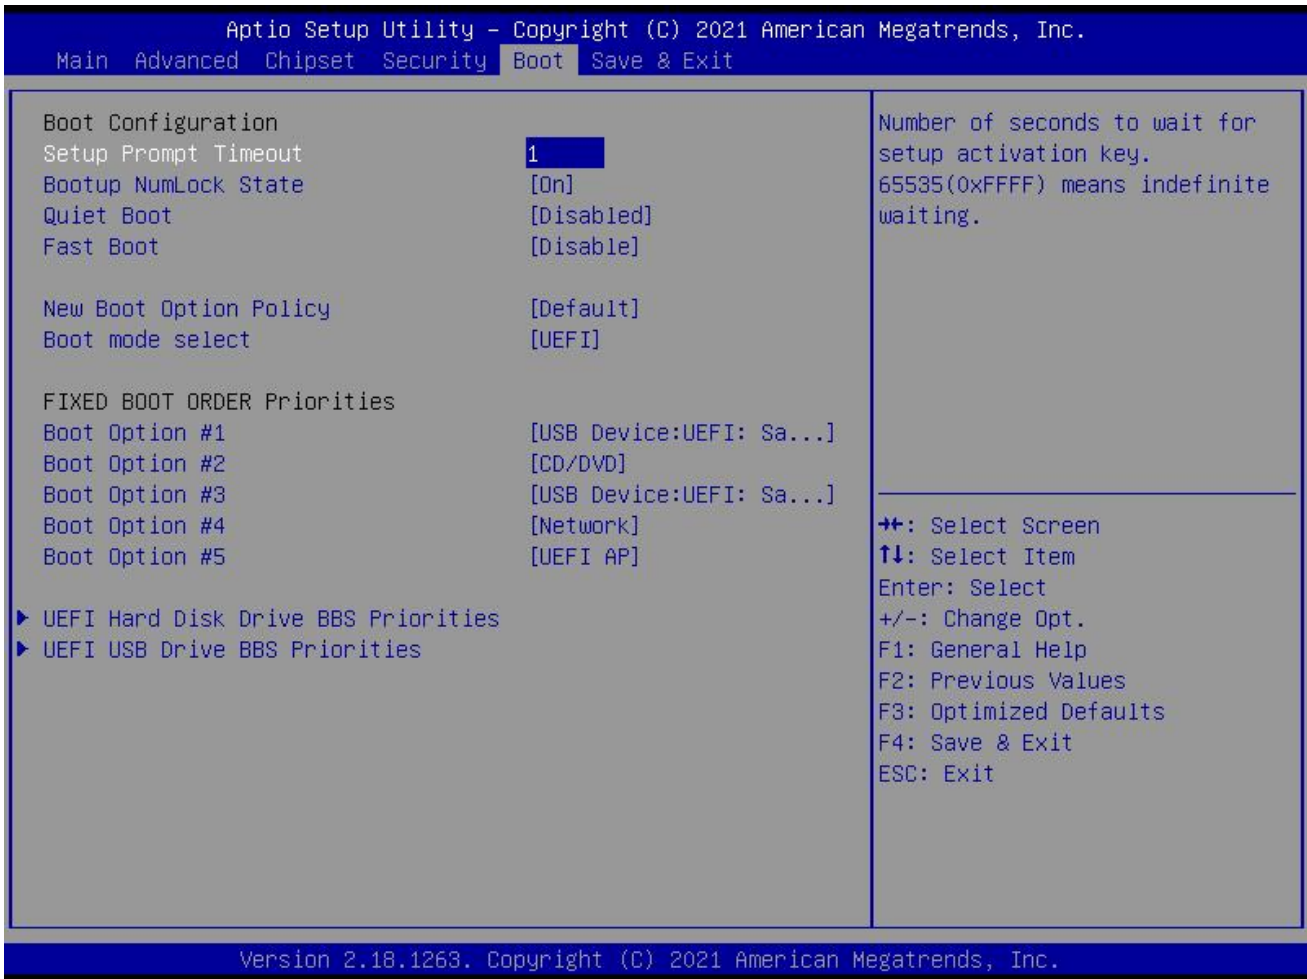 Aptio Setup Utility – Copyright (C) 2021 American Megatrends, Inc.
Main Advanced Chipset Security Boot Save & Exit
Boot Configuration
Setup Prompt Timeout 1
Bootup NumLock State [On]
Quiet Boot [Disabled]
Fast Boot [Disable]
New Boot Option Policy [Default]
Boot mode select [UEFI]
FIXED BOOT ORDER Priorities
Boot Option #1 [USB Device:UEFI: Sa...]
Boot Option #2 [CD/DVD]
Boot Option #3 [USB Device:UEFI: Sa...]
Boot Option #4 [Network]
Boot Option #5 [UEFI AP]
UEFI Hard Disk Drive BBS Priorities
UEFI USB Drive BBS Priorities
Number of seconds to wait for
setup activation key.
65535(0xFFFF) means indefinite
waiting.
→←: Select Screen
↑↓: Select Item
Enter: Select
+/-: Change Opt.
F1: General Help
F2: Previous Values
F3: Optimized Defaults
F4: Save & Exit
ESC: Exit
Version 2.18.1263. Copyright (C) 2021 American Megatrends, Inc.